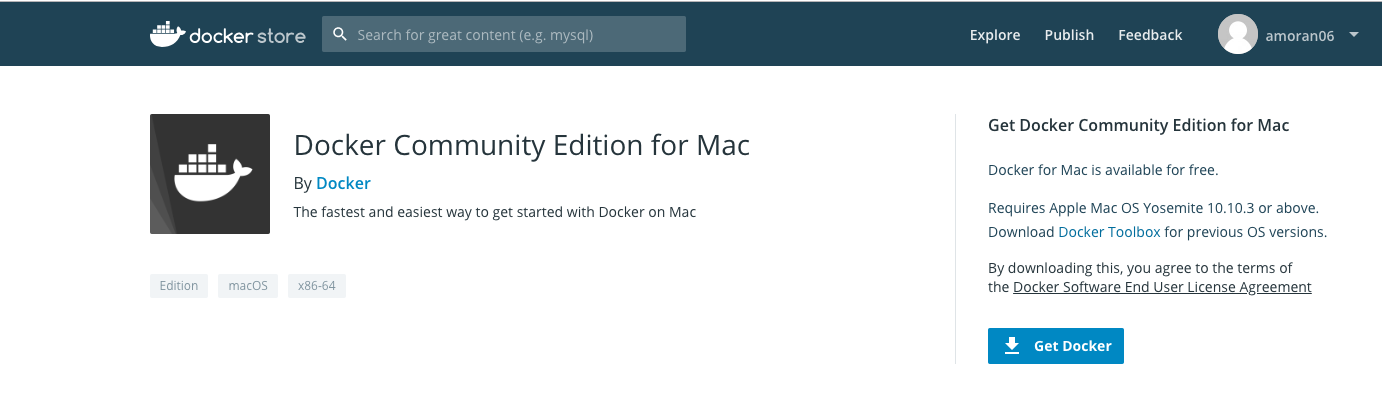 docker store
Search for great content (e.g. mysql)
Explore
Publish
Feedback
amoran06
Docker Community Edition for Mac
By Docker
The fastest and easiest way to get started with Docker on Mac
Edition
macOS
x86-64
Get Docker Community Edition for Mac
Docker for Mac is available for free.
Requires Apple Mac OS Yosemite 10.10.3 or above.
Download Docker Toolbox for previous OS versions.
By downloading this, you agree to the terms of
the Docker Software End User License Agreement
Get Docker